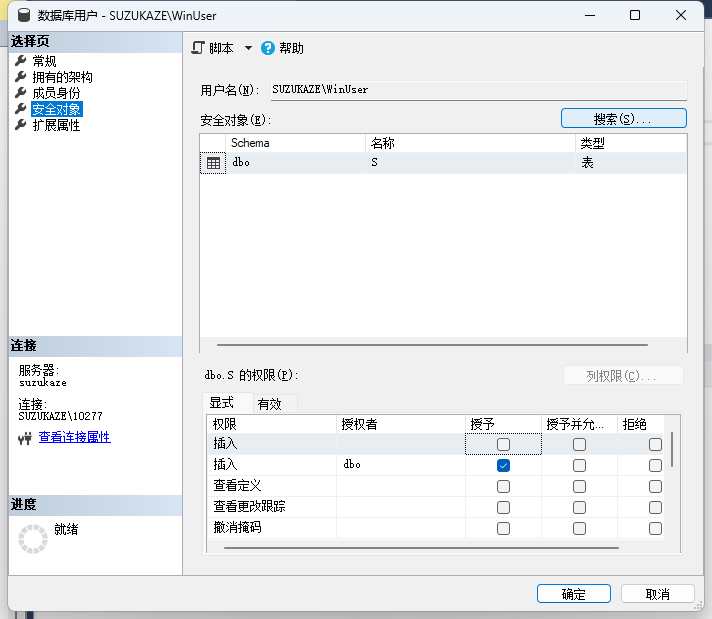 数据库用户 - SUZUKAZE\WinUser
选择页
常规
拥有的架构
成员身份
安全对象
扩展属性
脚本 帮助
用户名(N): SUZUKAZE\WinUser
安全对象(E): 搜索(S)...
Schema 名称 类型
dbo S 表
连接
服务器:
suzukaze
连接:
SUZUKAZE\10277
查看连接属性
进度
就绪
dbo.S 的权限(P): 列权限(C)...
显式 有效
权限 授权者 授予 授予并允... 拒绝
插入
插入 dbo
查看定义
查看更改跟踪
撤消掩码
确定 取消